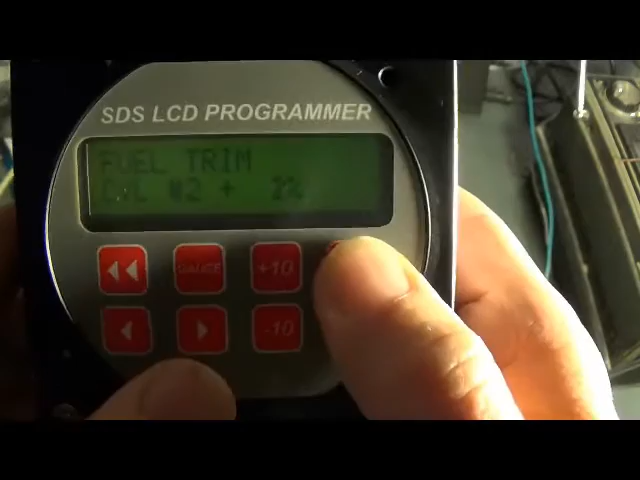 SDS LCD PROGRAMMER
FUEL TRIM
CYL #2 + 2%
GAUGE
+10
-10